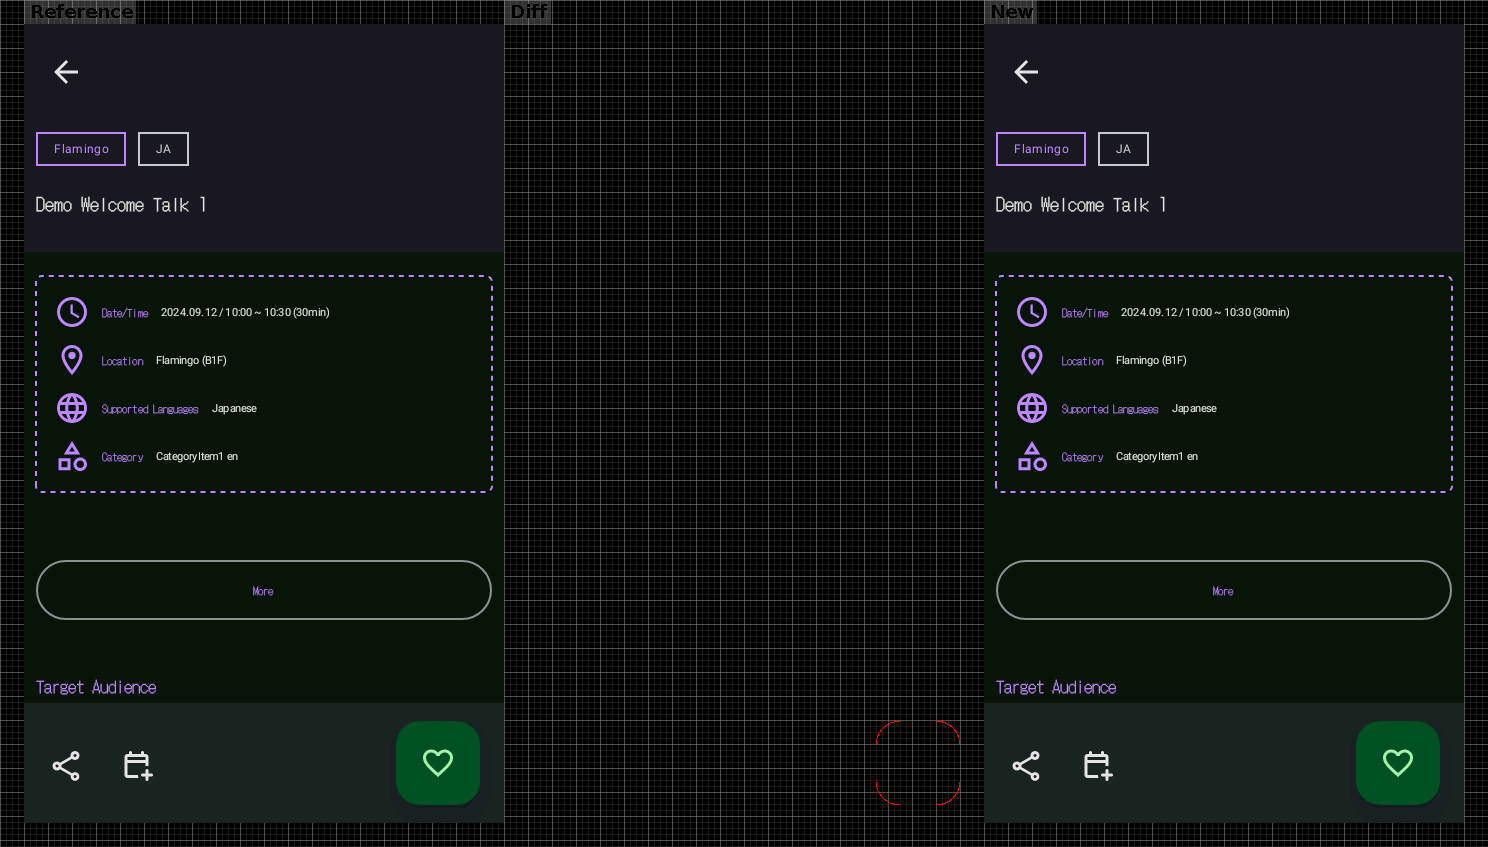 Reference
Diff
New
Flamingo
JA
Demo Welcome Talk 1
Date/Time 2024.09.12 / 10:00 ~ 10:30 (30min)
Location Flamingo (B1F)
Supported Languages Japanese
Category CategoryItem1 en
More
Target Audience
Flamingo
JA
Demo Welcome Talk 1
Date/Time 2024.09.12 / 10:00 ~ 10:30 (30min)
Location Flamingo (B1F)
Supported Languages Japanese
Category CategoryItem1 en
More
Target Audience